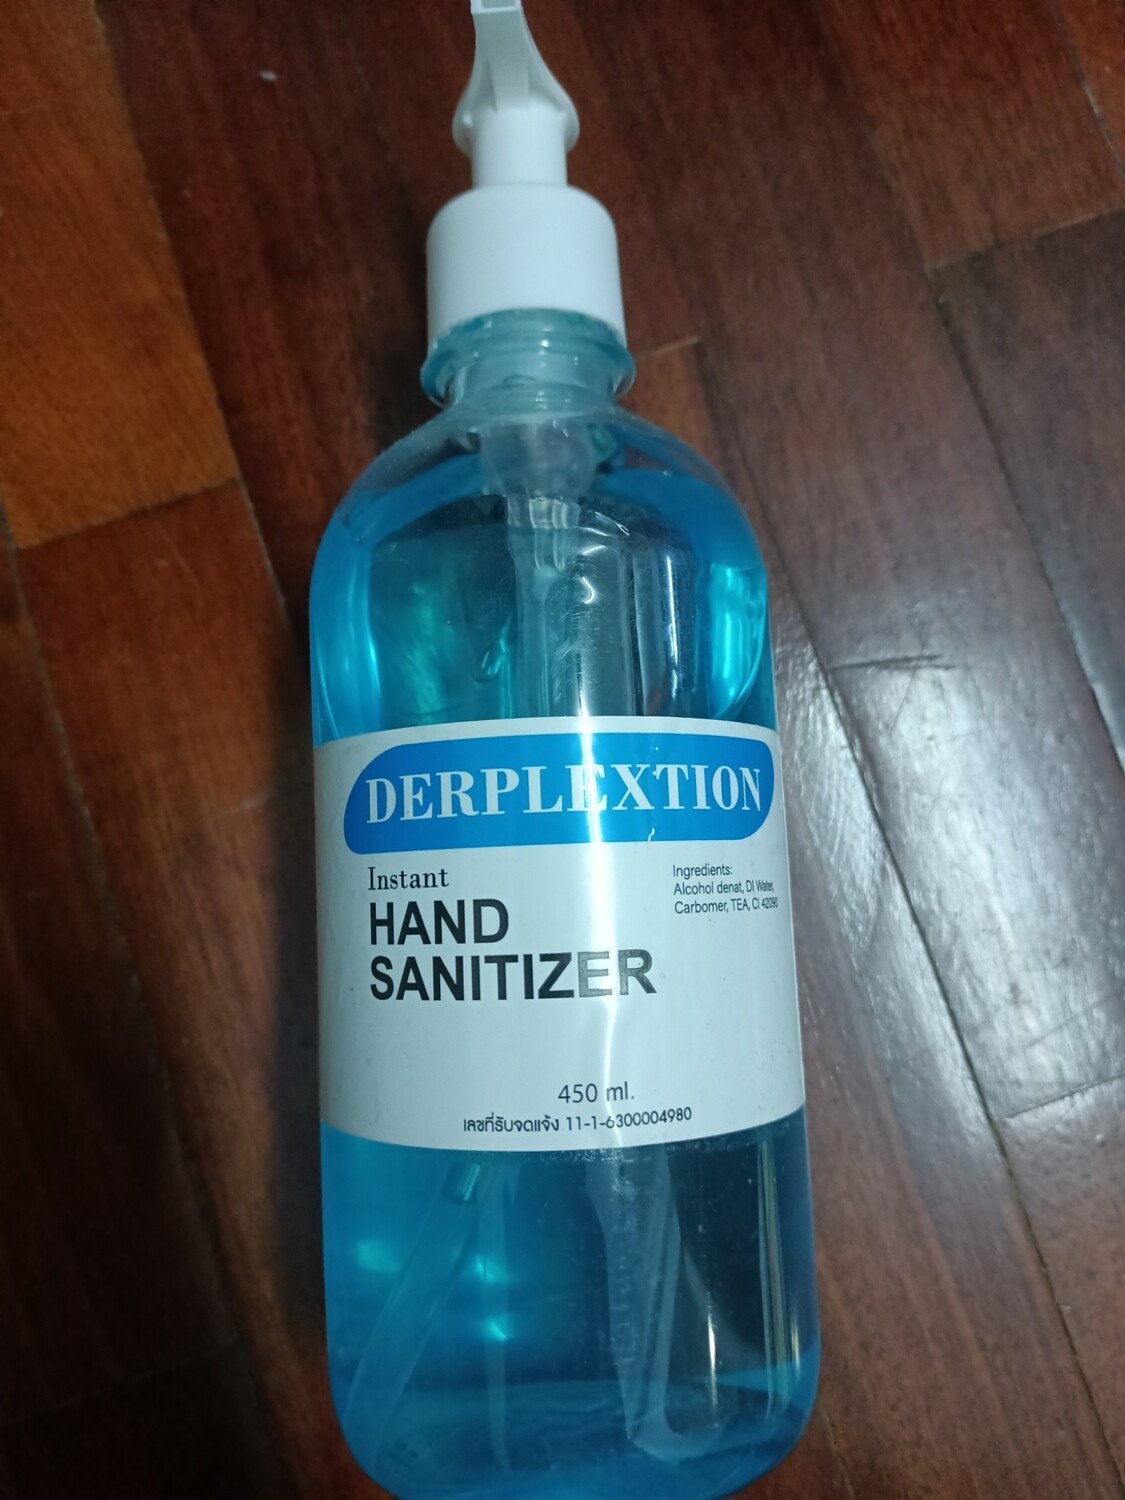 DERPLEXTION
Instant
HAND
SANITIZER
Ingredients:
Alcohol denat, DI Water,
Carbomer, TEA, CI 42090
450 ml.
เลขที่รับจดแจ้ง 11-1-6300004980